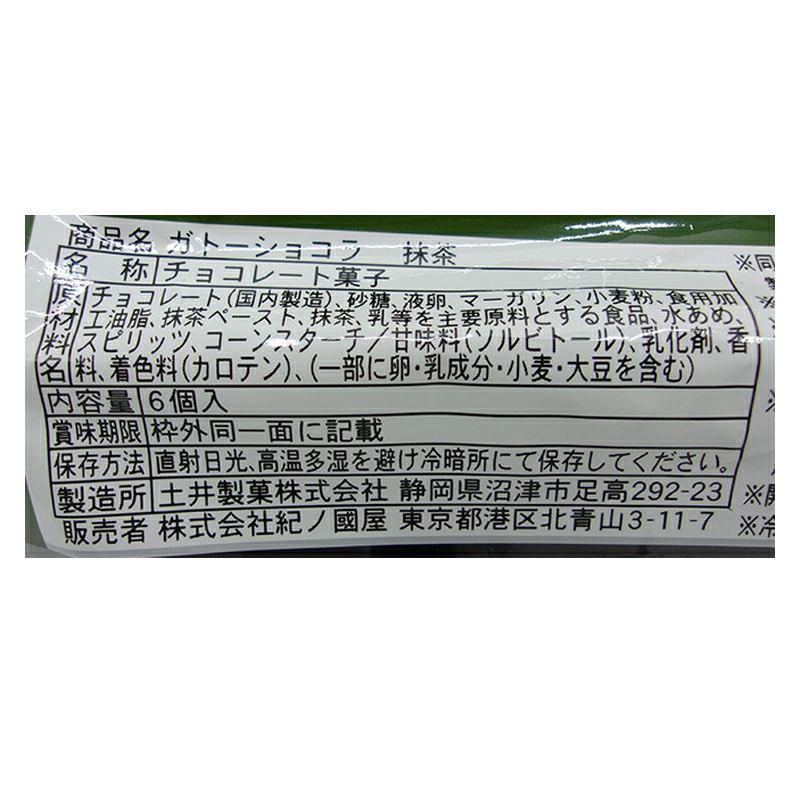 商品名 ガトーショコラ 抹茶
名称 チョコレート菓子
原材料名 チョコレート(国内製造)、砂糖、液卵、マーガリン、小麦粉、食用加
工油脂、抹茶ペースト、抹茶、乳等を主要原料とする食品、水あめ、
スピリッツ、コーンスターチ/甘味料(ソルビトール)、乳化剤、香
料、着色料(カロテン)、(一部に卵・乳成分・小麦・大豆を含む)
内容量 6個入
賞味期限 枠外同一面に記載
保存方法 直射日光、高温多湿を避け冷暗所にて保存してください。
製造所 土井製菓株式会社 静岡県沼津市足高292-23
販売者 株式会社紀ノ國屋 東京都港区北青山3-11-7
※同
※開
※冷